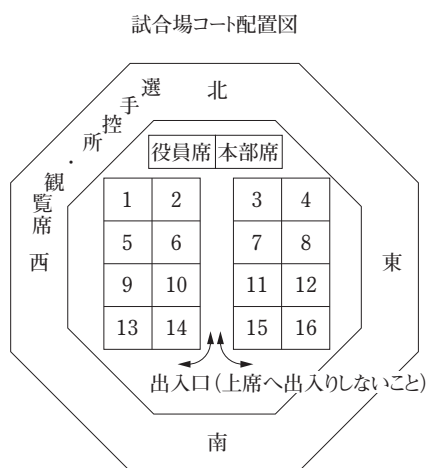 試合場コート配置図
北
選手控所・観覧席
役員席 本部席
1 2 3 4
5 6 7 8
西
東
9 10 11 12
13 14 15 16
出入口(上席へ出入りしないこと)
南